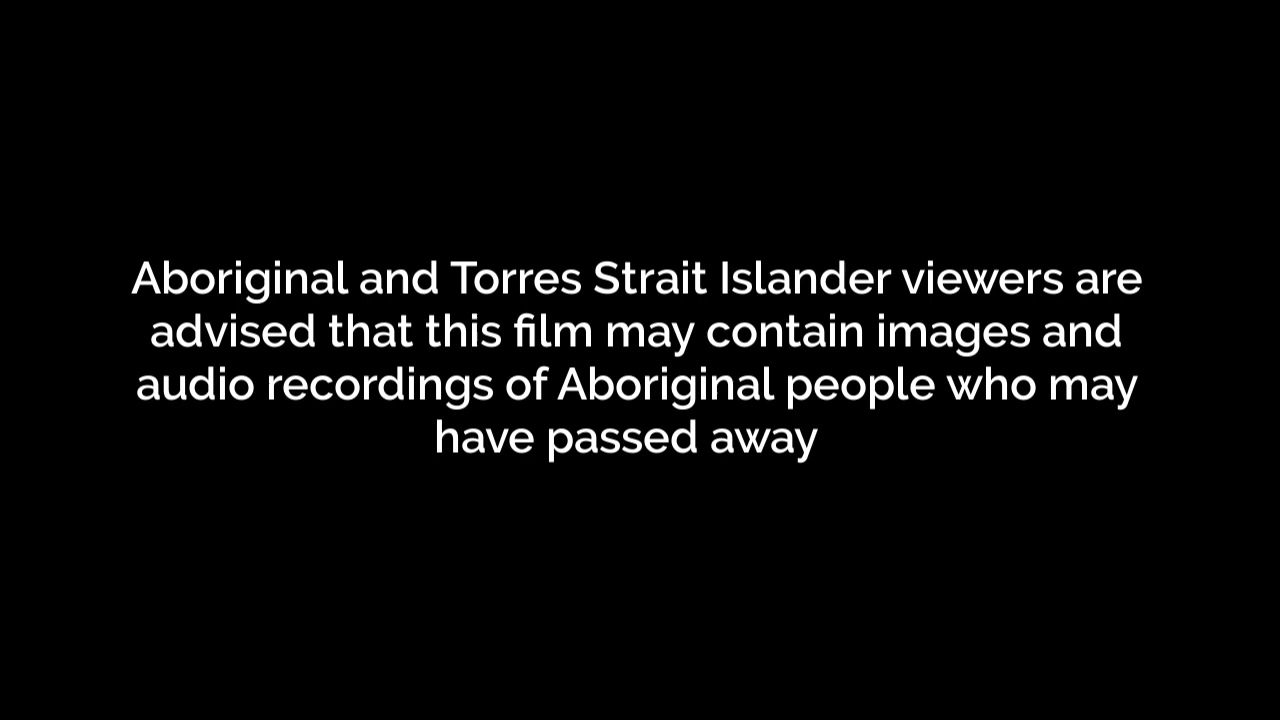 Aboriginal and Torres Strait Islander viewers are
advised that this film may contain images and
audio recordings of Aboriginal people who may
have passed away